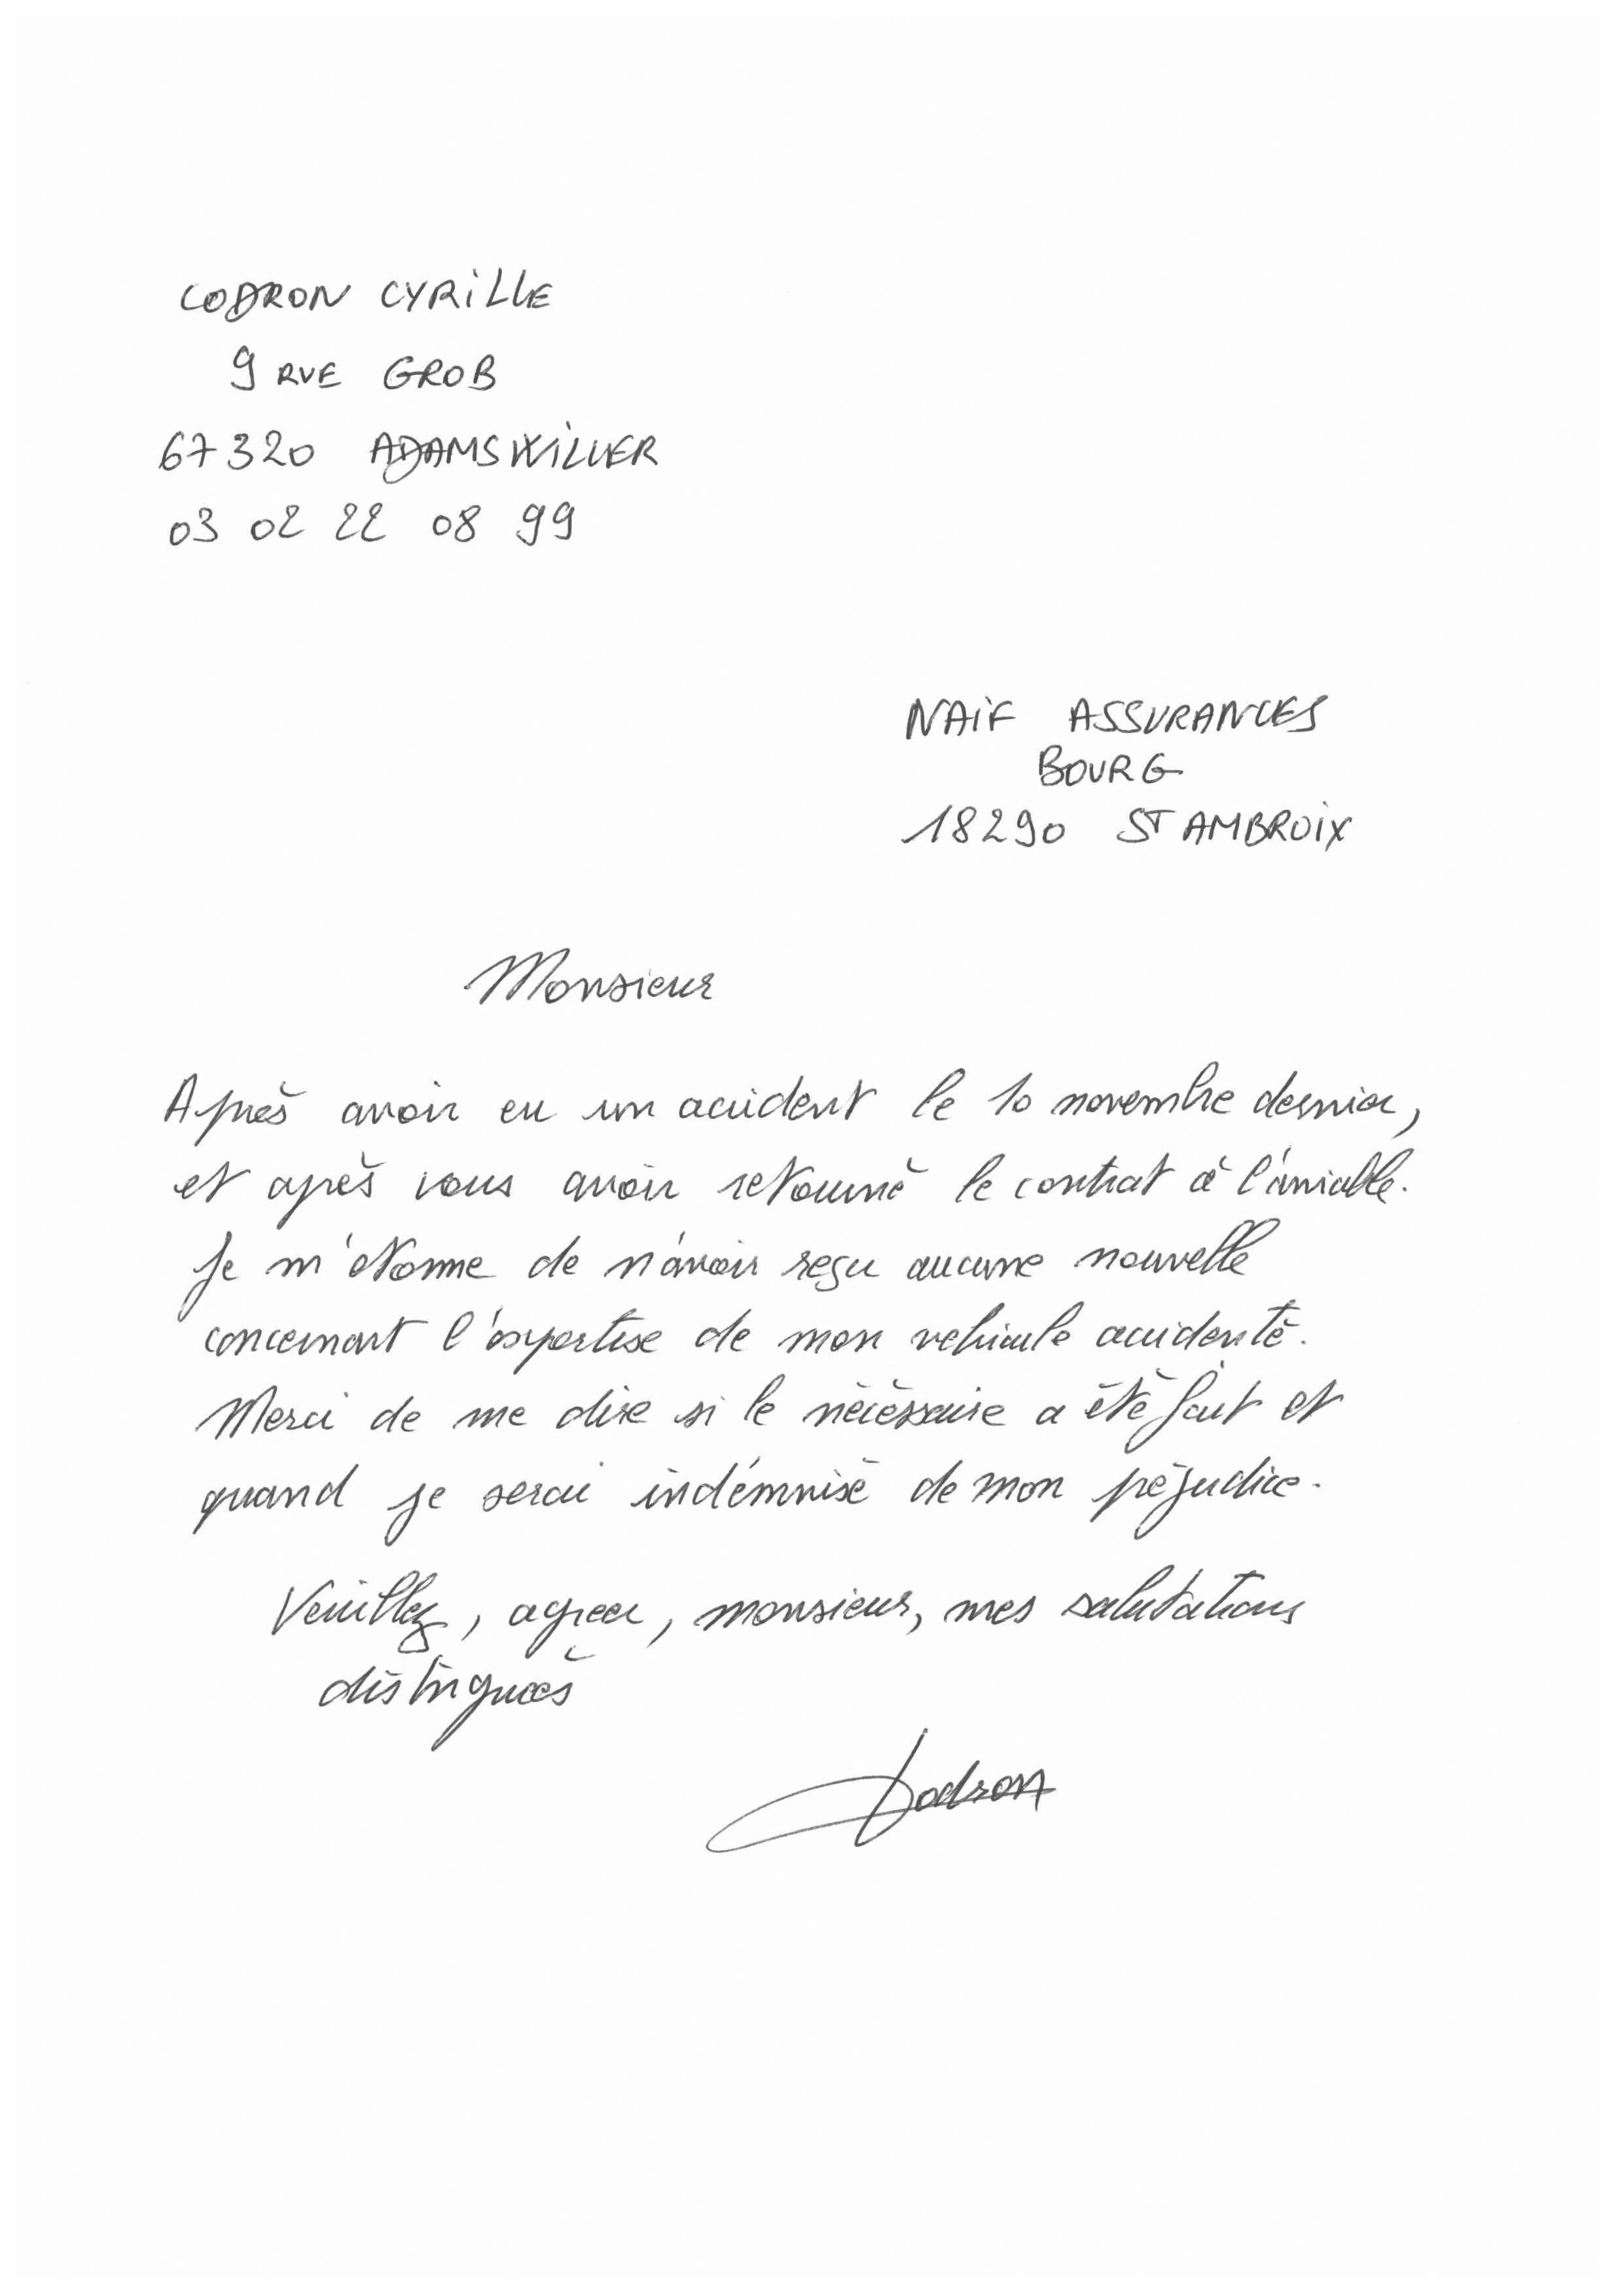 CODRON CYRILLE
9 RUE GROB
67320 ADAMSWILLER
03 02 22 08 99
NAIF ASSURANCES
BOURG
18290 ST AMBROIX
Monsieur
Après avoir eu un accident le 10 novembre dernier,
et après vous avoir retourné le contrat à l'amiable.
Je m'étonne de n'avoir reçu aucune nouvelle
concernant l'expertise de mon vehicule accidenté.
Merci de me dire si le nécéssaire a été fait et
quand je serai indémnisé de mon préjudice.
Veuillez, agreer, monsieur, mes salutations
distinguées
Codron